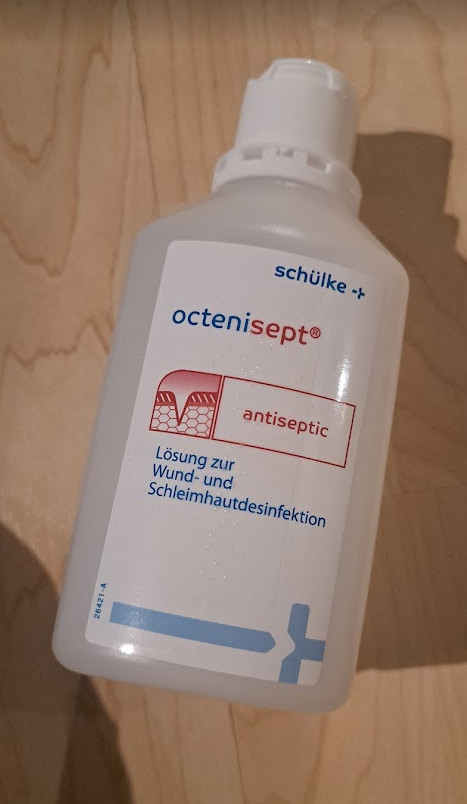 schülke
octenisept®
antiseptic
Lösung zur
Wund- und
Schleimhautdesinfektion
26421-A